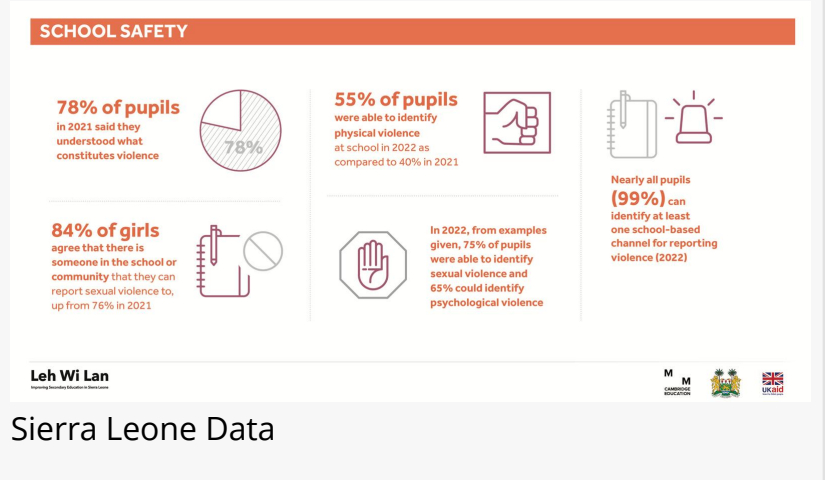 SCHOOL SAFETY
78% of pupils
in 2021 said they
understood what
constitutes violence
78%
84% of girls
agree that there is
someone in the school or
community that they can
report sexual violence to,
up from 76% in 2021
55% of pupils
were able to identify
physical violence
at school in 2022 as
compared to 40% in 2021
In 2022, from examples
given, 75% of pupils
were able to identify
sexual violence and
65% could identify
psychological violence
Nearly all pupils
(99%) can
identify at least
one school-based
channel for reporting
violence (2022)
Leh Wi Lan
Improving Secondary Education in Sierra Leone
M
M
CAMBRIDGE
EDUCATION
UKaid
Sierra Leone Data